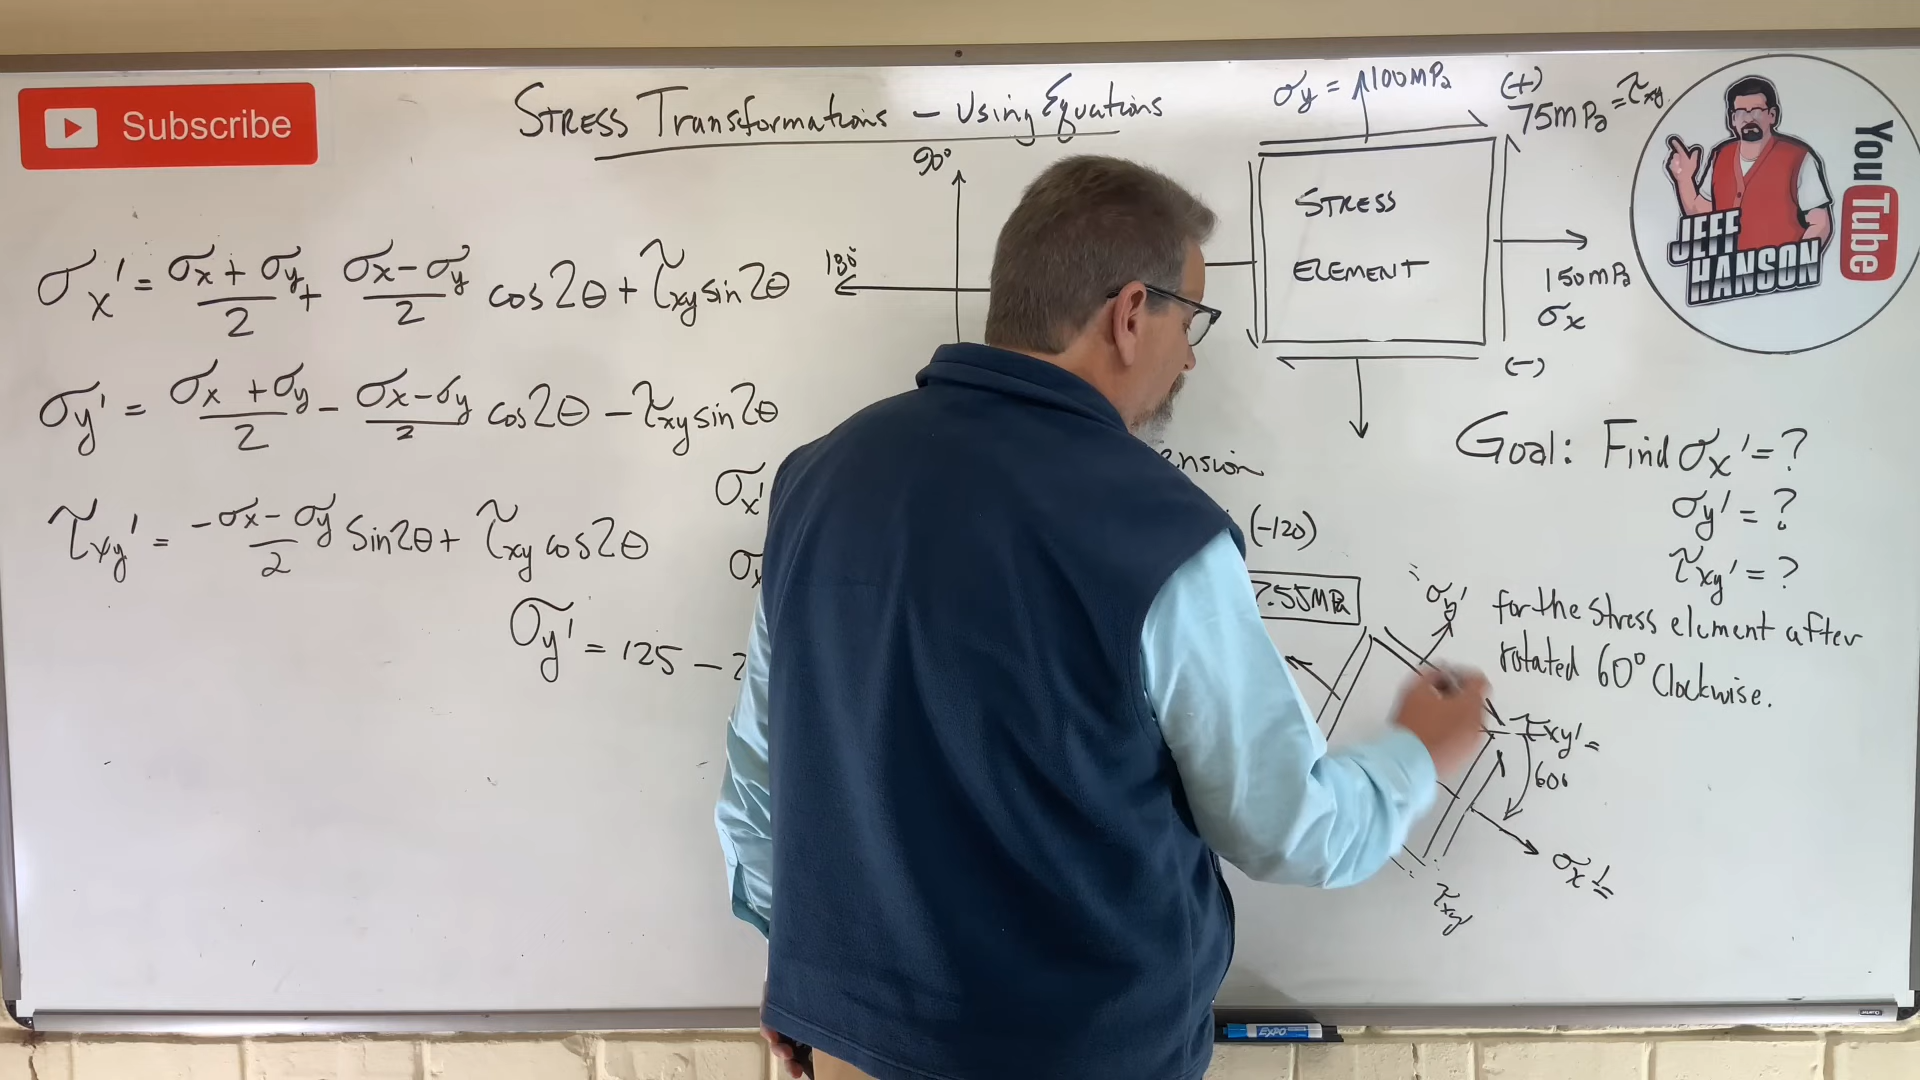 Subscribe
STRESS Transformations - Using Equations
σy = 100MPa
(+)
75MPa = τxy
90°
180°
STRESS
ELEMENT
150MPa
σx
(-)
JEFF
HANSON
YouTube
σx' = σx + σy / 2 + σx - σy / 2 cos2θ + τxy sin2θ
σy' = σx + σy / 2 - σx - σy / 2 cos2θ - τxy sin2θ
τxy' = -σx - σy / 2 sin2θ + τxy cos2θ
σx'
(-120)
σy' = 125 - 2
7.55MPa
Goal: Find σx' = ?
σy' = ?
τxy' = ?
for the stress element after
rotated 60° Clockwise.
σy'
τxy' =
σx' =
τxy
EXPO